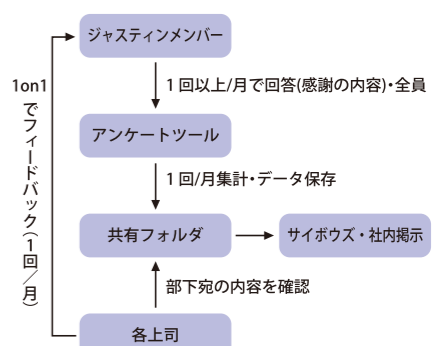 ジャスティンメンバー
1回以上/月で回答(感謝の内容)・全員
アンケートツール
1回/月集計・データ保存
共有フォルダ
サイボウズ・社内掲示
部下宛の内容を確認
各上司
1on1でフィードバック(1回/月)